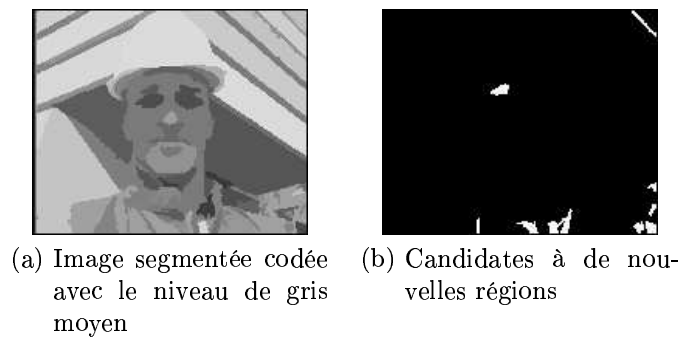 (a) Image segmentée codée
avec le niveau de gris
moyen
(b) Candidates à de nou-
velles régions